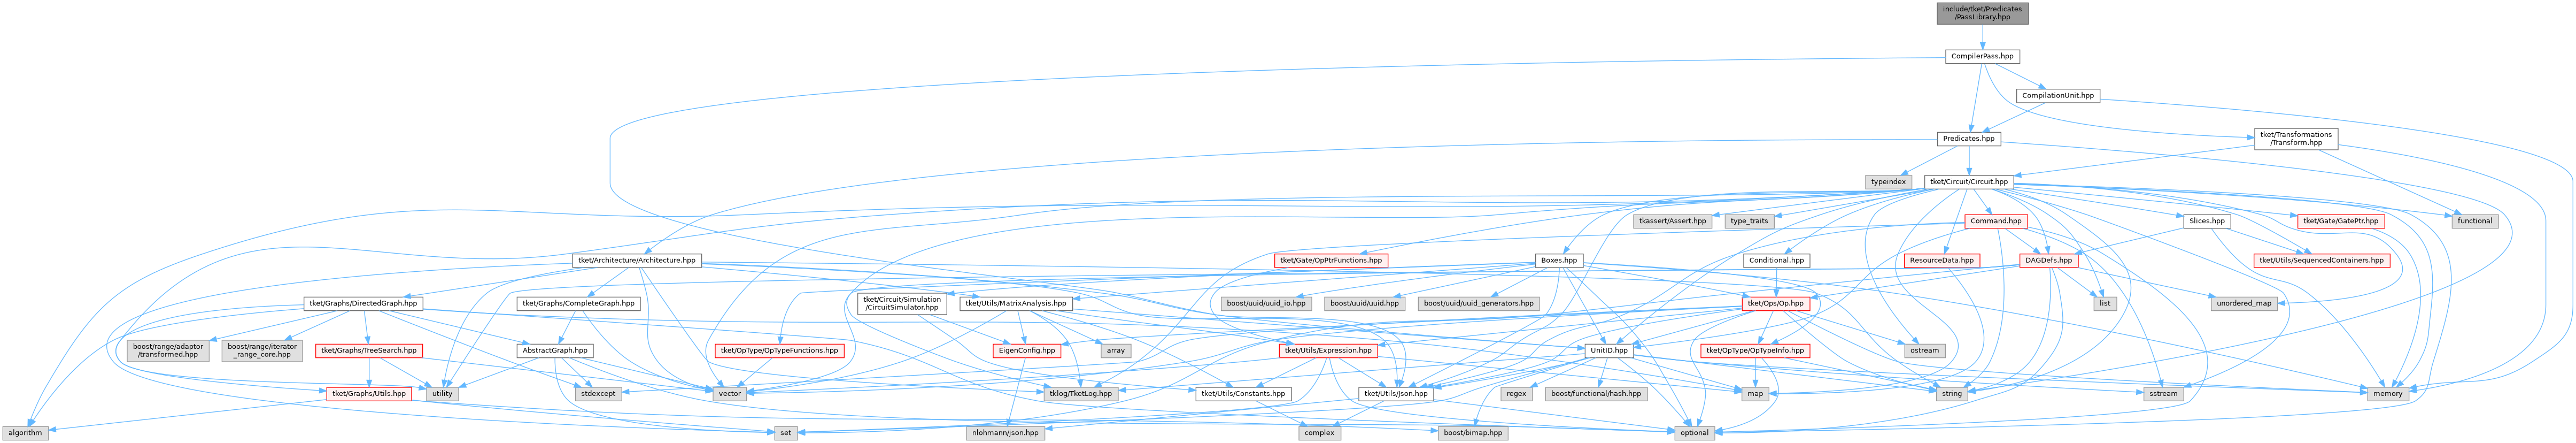 include/tket/Predicates
/PassLibrary.hpp
CompilerPass.hpp
CompilationUnit.hpp
Predicates.hpp
tket/Transformations
/Transform.hpp
typeindex
tket/Circuit/Circuit.hpp
tkassert/Assert.hpp
type_traits
Command.hpp
Slices.hpp
tket/Gate/GatePtr.hpp
functional
tket/Architecture/Architecture.hpp
tket/Gate/OpPtrFunctions.hpp
Boxes.hpp
Conditional.hpp
ResourceData.hpp
DAGDefs.hpp
tket/Utils/SequencedContainers.hpp
tket/Graphs/DirectedGraph.hpp
tket/Graphs/CompleteGraph.hpp
tket/Circuit/Simulation
/CircuitSimulator.hpp
tket/Utils/MatrixAnalysis.hpp
boost/uuid/uuid_io.hpp
boost/uuid/uuid.hpp
boost/uuid/uuid_generators.hpp
tket/Ops/Op.hpp
list
unordered_map
boost/range/adaptor
/transformed.hpp
boost/range/iterator
_range_core.hpp
tket/Graphs/TreeSearch.hpp
AbstractGraph.hpp
tket/OpType/OpTypeFunctions.hpp
EigenConfig.hpp
array
tket/Utils/Expression.hpp
UnitID.hpp
tket/OpType/OpTypeInfo.hpp
ostream
tket/Graphs/Utils.hpp
utility
stdexcept
vector
tklog/TketLog.hpp
tket/Utils/Constants.hpp
tket/Utils/Json.hpp
regex
boost/functional/hash.hpp
map
string
sstream
memory
algorithm
set
nlohmann/json.hpp
complex
boost/bimap.hpp
optional